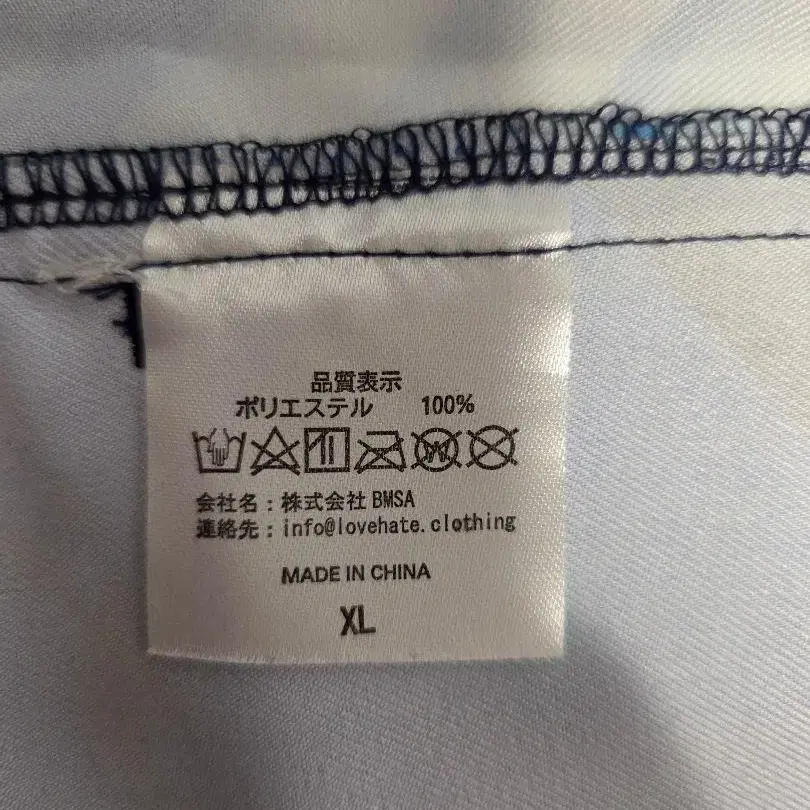 品質表示
ポリエステル 100%
W
会社名：株式会社BMSA
連絡先：info@lovehate.clothing
MADE IN CHINA
XL